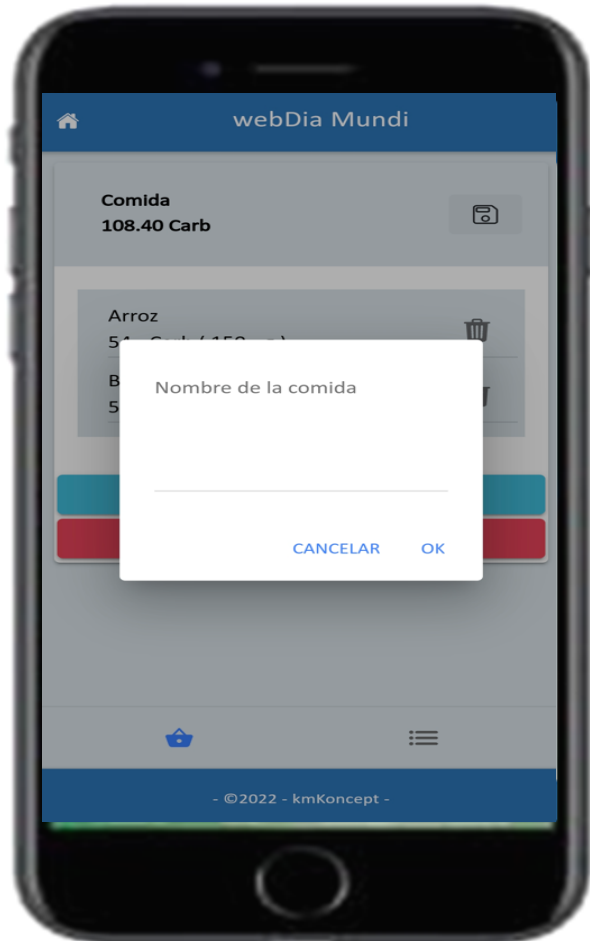 webDia Mundi
Comida
108.40 Carb
Arroz
Nombre de la comida
CANCELAR OK
- ©2022 - kmKoncept -